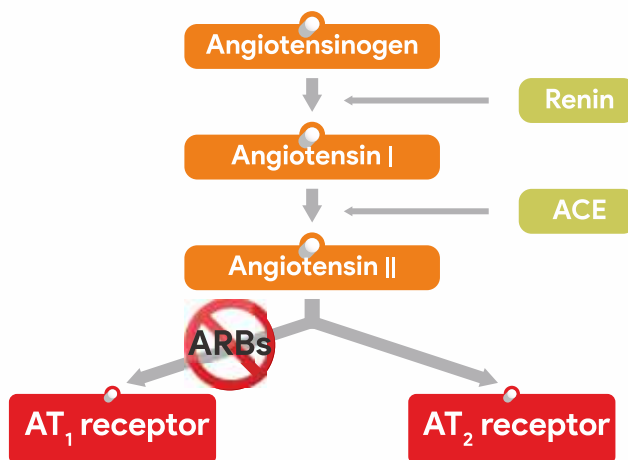 Angiotensinogen
Renin
Angiotensin I
ACE
Angiotensin II
ARBs
AT₁ receptor
AT₂ receptor